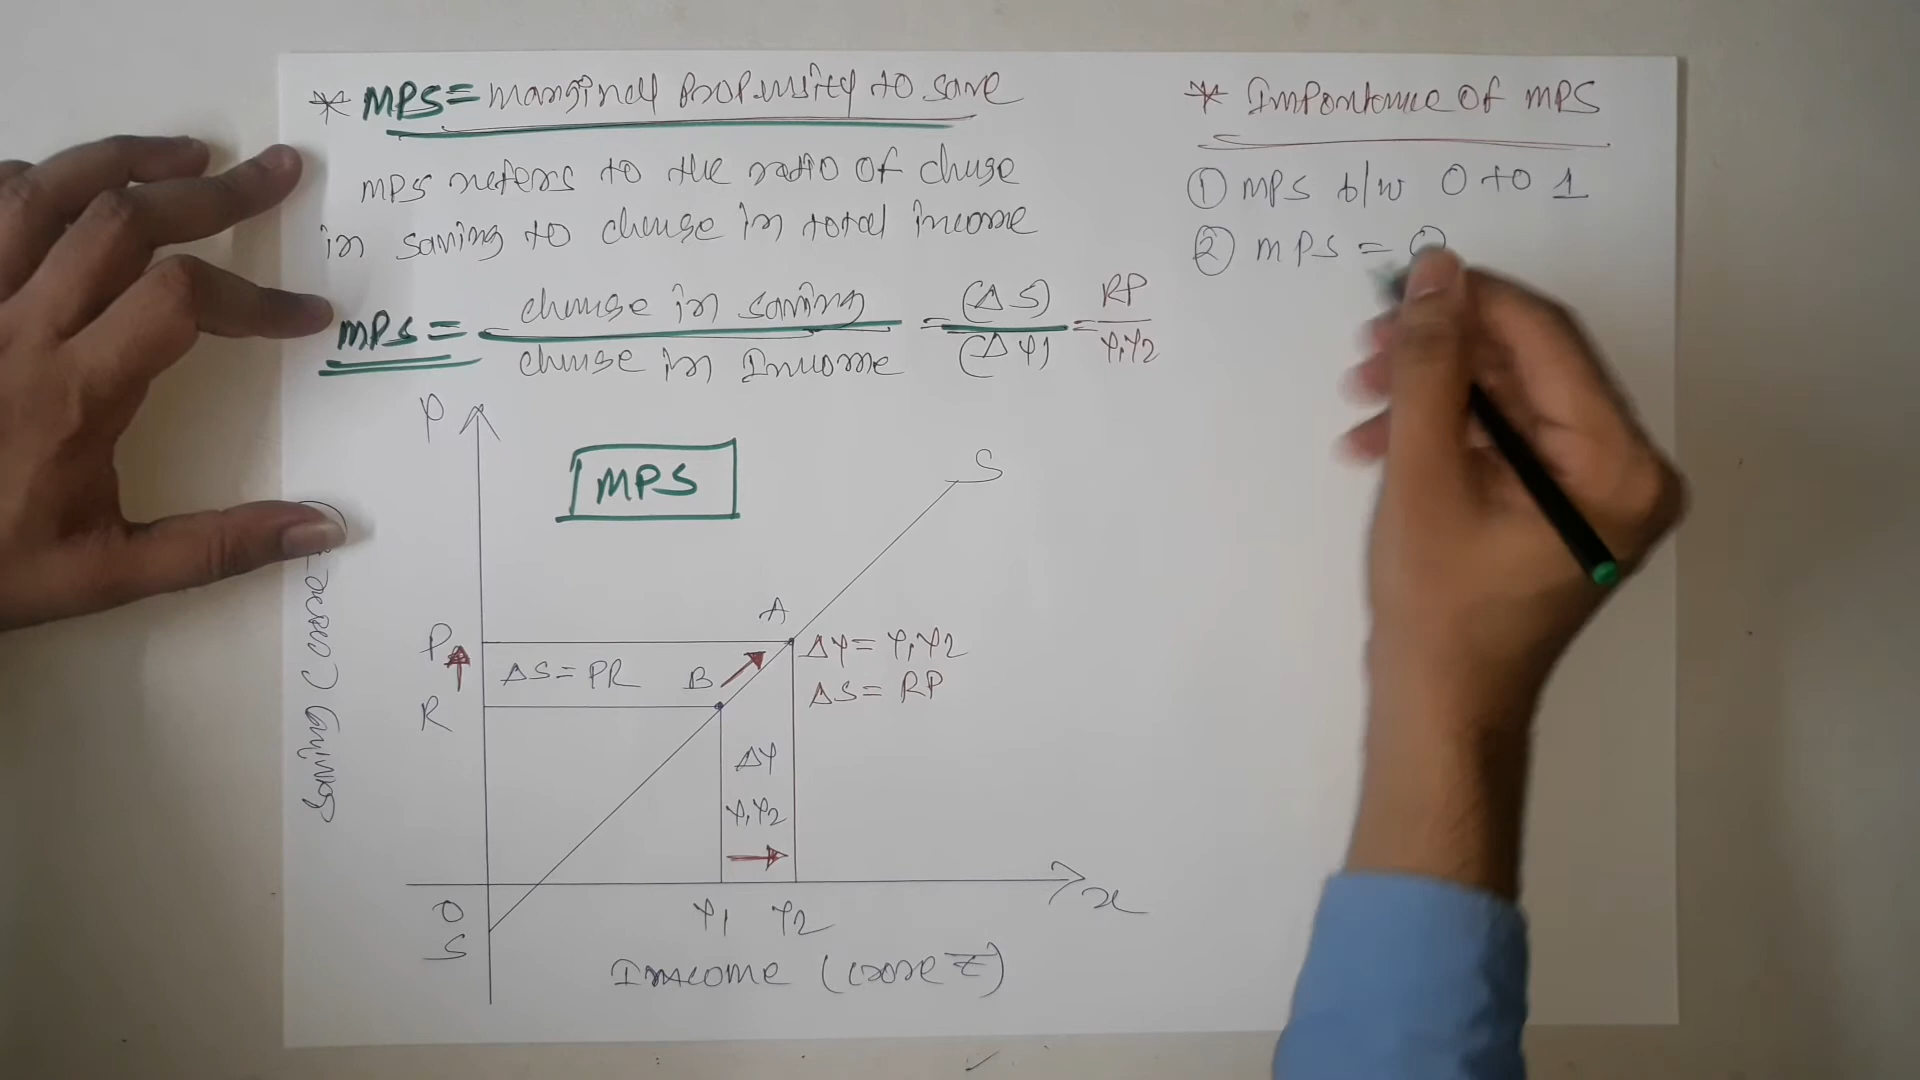 * MPS = marginal propensity to save
MPS refers to the ratio of change
in saving to change in total income
MPS = change in saving / change in Income = (ΔS) / (ΔY) = RP / Y1Y2
* Importance of MPS
① MPS b/w 0 to 1
② MPS = 0
Y
MPS
S
A
P
ΔS = PR
B
ΔY = Y1Y2
R
ΔS = RP
Saving (crore ₹)
ΔY
Y1Y2
O
S
Y1 Y2
x
Income (crore ₹)